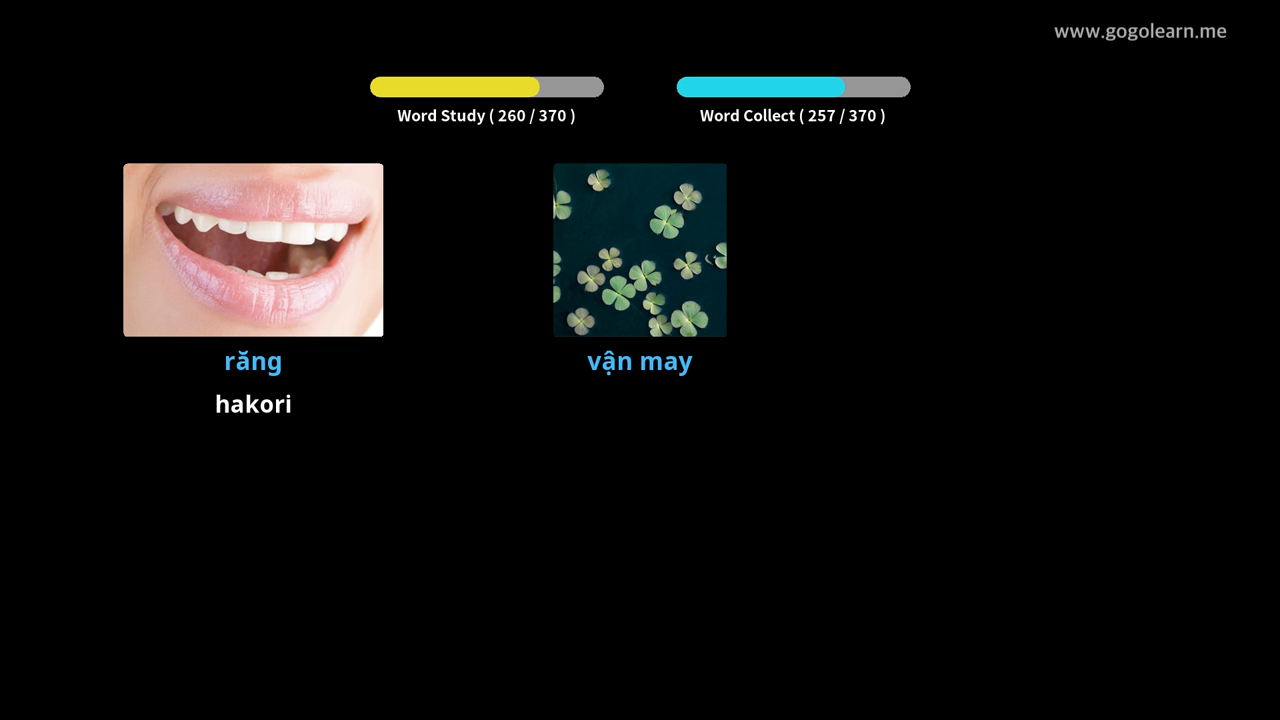 www.gogolearn.me
Word Study ( 260 / 370 )
Word Collect ( 257 / 370 )
răng
vận may
hakori